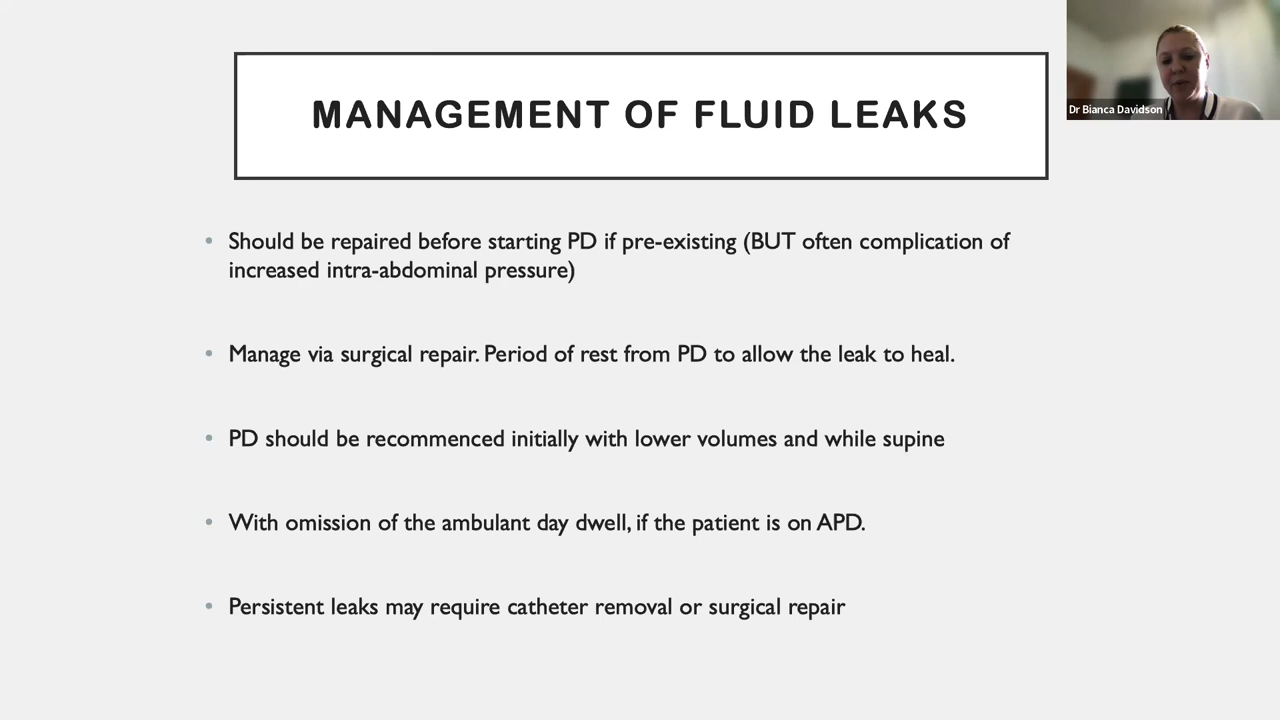 MANAGEMENT OF FLUID LEAKS
Dr Bianca Davidson
• Should be repaired before starting PD if pre-existing (BUT often complication of
increased intra-abdominal pressure)
• Manage via surgical repair. Period of rest from PD to allow the leak to heal.
• PD should be recommenced initially with lower volumes and while supine
• With omission of the ambulant day dwell, if the patient is on APD.
• Persistent leaks may require catheter removal or surgical repair